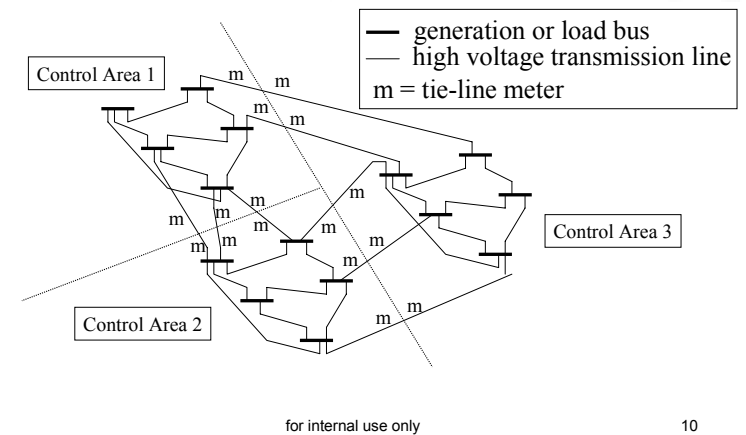 generation or load bus
high voltage transmission line
m = tie-line meter
Control Area 1
m
m
m
m
m
m
m
m
m
m
m
m
m
m
Control Area 3
m
m
Control Area 2
for internal use only
10